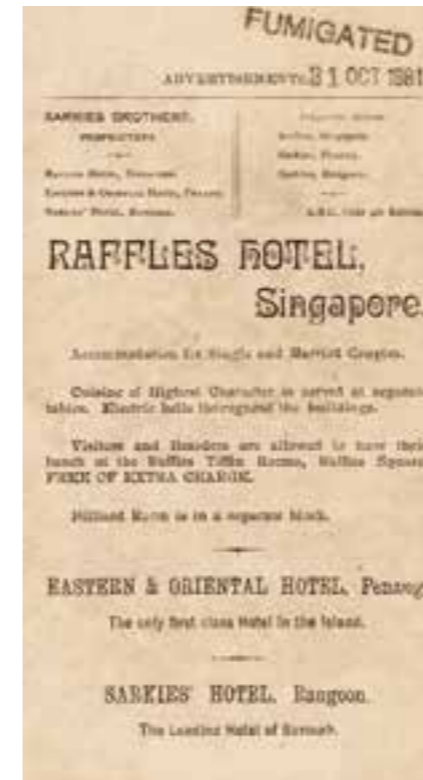 FUMIGATED
ADVERTISEMENTS. 31 OCT 1981
SARKIES BROTHERS,
PROPRIETORS
RAFFLES HOTEL,
Singapore.
Accommodation for Single and Married Couples.
Cuisine of Highest Character is served at separate
tables. Electric bells throughout the buildings.
Visitors and Boarders are allowed to have their
lunch at the Raffles Tiffin Rooms, Raffles Square
FREE OF EXTRA CHARGE.
Billiard Room is in a separate block.
EASTERN & ORIENTAL HOTEL, Penang
The only first class Hotel in the Island.
SARKIES' HOTEL, Rangoon.
The Leading Hotel of Burmah.